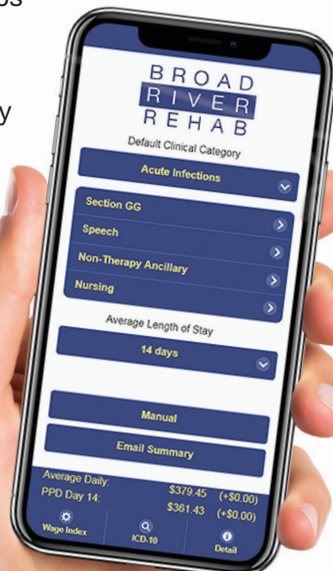 BROAD
RIVER
REHAB
Default Clinical Category
Acute Infections
Section GG
Speech
Non-Therapy Ancillary
Nursing
Average Length of Stay
14 days
Manual
Email Summary
Average Daily: $379.45 (+$0.00)
PPD Day 14: $361.43 (+$0.00)
Wage Index ICD-10 Detail